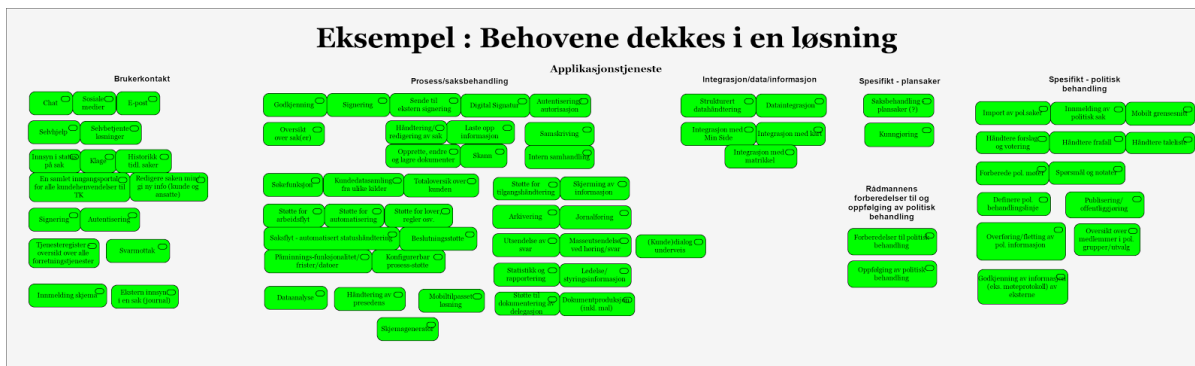 Eksempel : Behovene dekkes i en løsning
Applikasjonstjeneste
Brukerkontakt
Chat
Sosiale
medier
E-post
Selvhjelp
Selvbetjente
løsninger
Innsyn i status
på sak
Klage
Historikk
tidl. saker
En samlet inngangsportal
for alle kundehenvendelser til
TK
Redigere søknad/
gi ny info (kunde og
ansatte)
Signering
Autentisering
Tjenesteregister
oversikt over alle
forretningstjenester
Svarmottak
Innmelding skjema
Ekstern innsyn
i en sak (journal)
Prosess/saksbehandling
Godkjenning
Signering
Sende til
ekstern signering
Digital Signatur
Autentisering/
autorisasjon
Oversikt
over sak(er)
Håndtering/
redigering av sak
Laste opp
informasjon
Samskriving
Opprette, endre
og lagre dokumenter
Skann
Intern samhandling
Søkefunksjon
Kundedatasamling
fra ulike kilder
Totaloversikt over
kunden
Støtte for
tilgangshåndtering
Skjerming av
informasjon
Støtte for
arbeidsflyt
Støtte for
automatisering
Støtte for lover,
regler osv.
Arkivering
Journalføring
Saksflyt - automatisert statushåndtering
Beslutningsstøtte
Utsendelse av
svar
Masseutsendelse
ved høring/svar
(Kunde)dialog
underveis
Påminnings-funksjonalitet/
frister/datoer
Konfigurerbar
prosess-støtte
Statistikk og
rapportering
Ledelse/
styringsinformasjon
Dataanalyse
Håndtering av
presedens
Mobiltilpasset
løsning
Støtte til
dokumentering av
delegasjon
Dokumentproduksjon
(inkl. mal)
Skjemagenerator
Integrasjon/data/informasjon
Strukturert
datahåndtering
Dataintegrasjon
Integrasjon med
Min Side
Integrasjon med kart
Integrasjon med
matrikkel
Spesifikt - plansaker
Saksbehandling
plansaker (?)
Kunngjøring
Rådmannens
forberedelser til og
oppfølging av politisk
behandling
Forberedelser til politisk
behandling
Oppfølging av politisk
behandling
Spesifikt - politisk
behandling
Import av pol.saker
Innmelding av
politisk sak
Mobilt grensesnitt
Håndtere forslag
og votering
Håndtere frafall
Håndtere taleliste
Forberede pol. møter
Spørsmål og notater
Definere pol.
behandlingslinje
Publisering/
offentliggjøring
Overføring/fletting av
pol. informasjon
Oversikt over
medlemmer i pol.
grupper/utvalg
Godkjenning av informasjon
(eks. møteprotokoll) av
eksterne